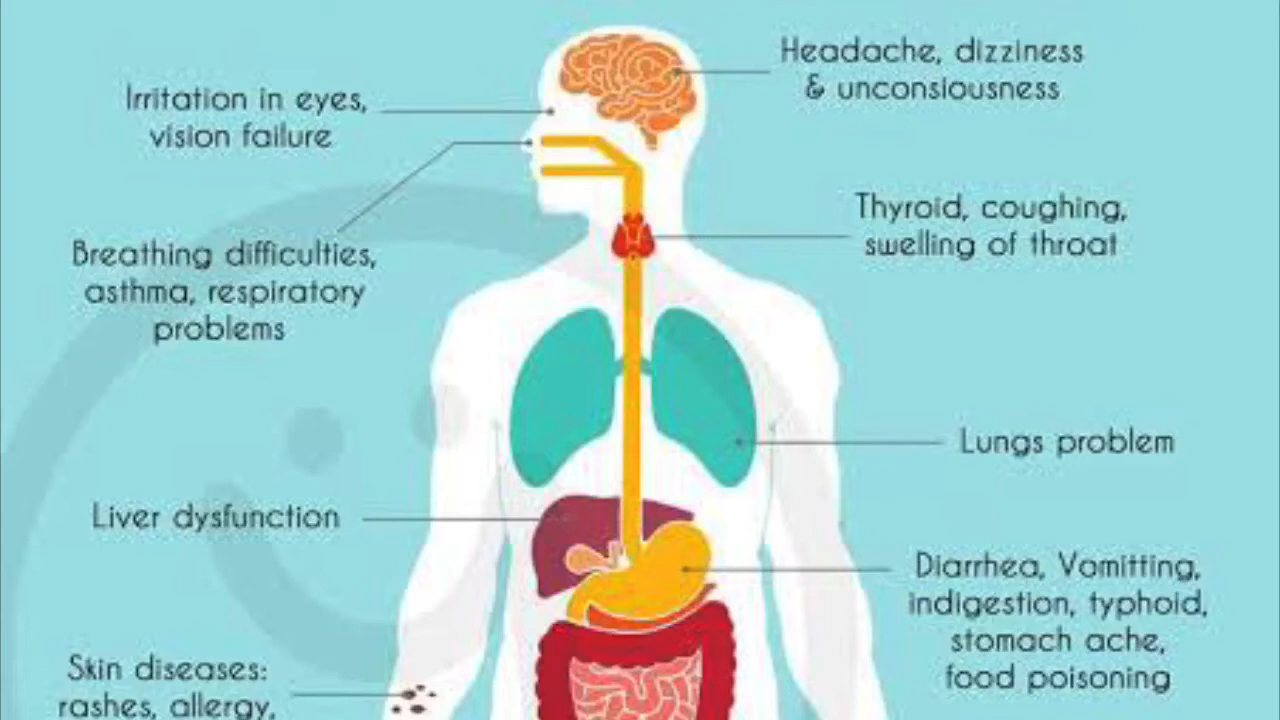 Headache, dizziness
& unconsiousness
Irritation in eyes,
vision failure
Thyroid, coughing,
swelling of throat
Breathing difficulties,
asthma, respiratory
problems
Lungs problem
Liver dysfunction
Diarrhea, Vomitting,
indigestion, typhoid,
stomach ache,
food poisoning
Skin diseases:
rashes, allergy,